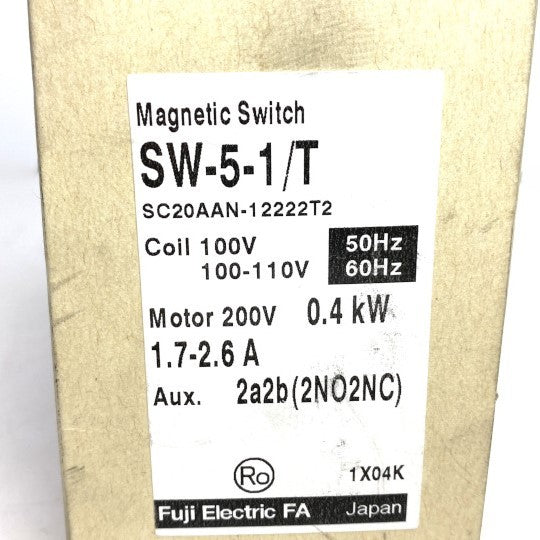 Magnetic Switch
SW-5-1/T
SC20AAN-12222T2
Coil 100V 50Hz
100-110V 60Hz
Motor 200V 0.4 kW
1.7-2.6 A
Aux. 2a2b(2NO2NC)
Ro 1X04K
Fuji Electric FA Japan